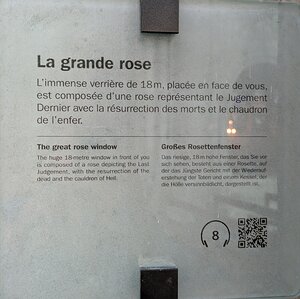 La grande rose
L'immense verrière de 18 m, placée en face de vous,
est composée d'une rose représentant le Jugement
Dernier avec la résurrection des morts et le chaudron
de l'enfer.
The great rose window
The huge 18-metre window in front of you
is composed of a rose depicting the Last
Judgement, with the resurrection of the
dead and the cauldron of Hell.
Großes Rosettenfenster
Das riesige, 18 m hohe Fenster, das Sie vor
sich sehen, besteht aus einer Rosette, auf
der das Jüngste Gericht mit der Wiederauf-
erstehung der Toten und einem Kessel, der
die Hölle versinnbildlicht, dargestellt ist.
8